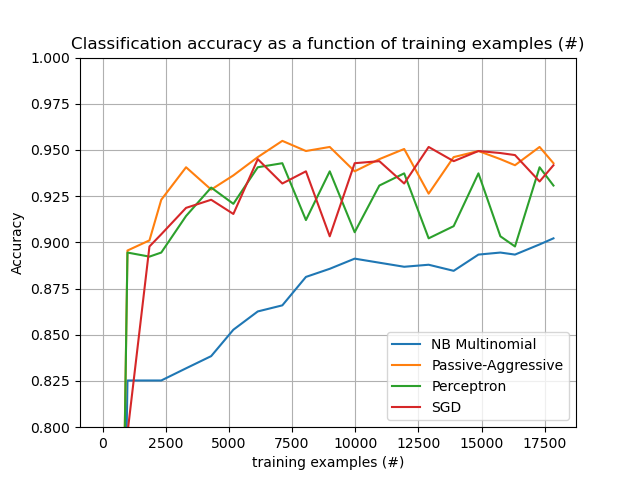 Classification accuracy as a function of training examples (#)
1.000
0.975
0.950
0.925
0.900
0.875
0.850
0.825
0.800
Accuracy
NB Multinomial
Passive-Aggressive
Perceptron
SGD
0 2500 5000 7500 10000 12500 15000 17500
training examples (#)